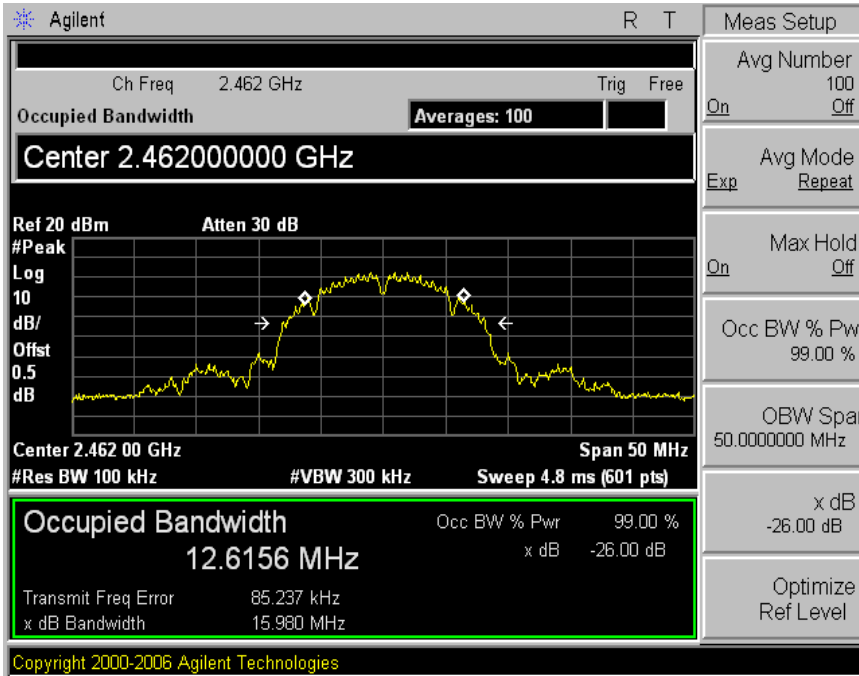 Agilent R T Meas Setup
Avg Number
100
On Off
Ch Freq 2.462 GHz Trig Free
Occupied Bandwidth Averages: 100
Center 2.462000000 GHz
Avg Mode
Exp Repeat
Ref 20 dBm Atten 30 dB
#Peak
Log
10
dB/
Offst
0.5
dB
Max Hold
On Off
Occ BW % Pw
99.00 %
OBW Spa
50.0000000 MHz
Center 2.462 00 GHz Span 50 MHz
#Res BW 100 kHz #VBW 300 kHz Sweep 4.8 ms (601 pts)
Occupied Bandwidth Occ BW % Pwr 99.00 %
12.6156 MHz x dB -26.00 dB
Transmit Freq Error 85.237 kHz
x dB Bandwidth 15.980 MHz
x dB
-26.00 dB
Optimize
Ref Level
Copyright 2000-2006 Agilent Technologies